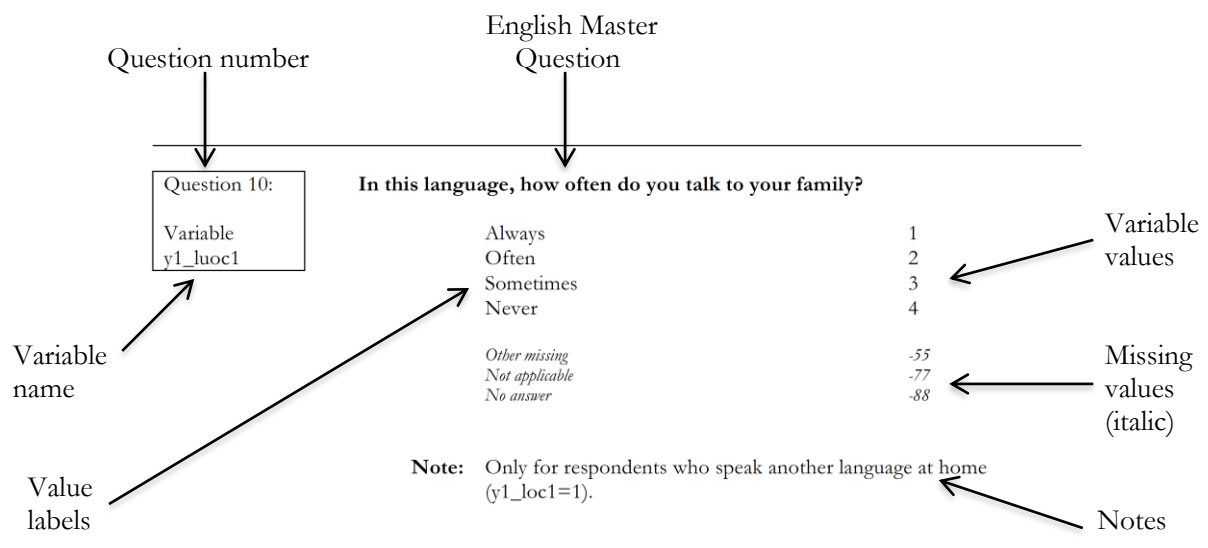 English Master
Question
Question number
Question 10:
In this language, how often do you talk to your family?
Variable
y1_luoc1
Always 1
Often 2
Sometimes 3
Never 4
Variable
values
Other missing -55
Not applicable -77
No answer -88
Variable
name
Missing
values
(italic)
Note: Only for respondents who speak another language at home
(y1_loc1=1).
Value
labels
Notes